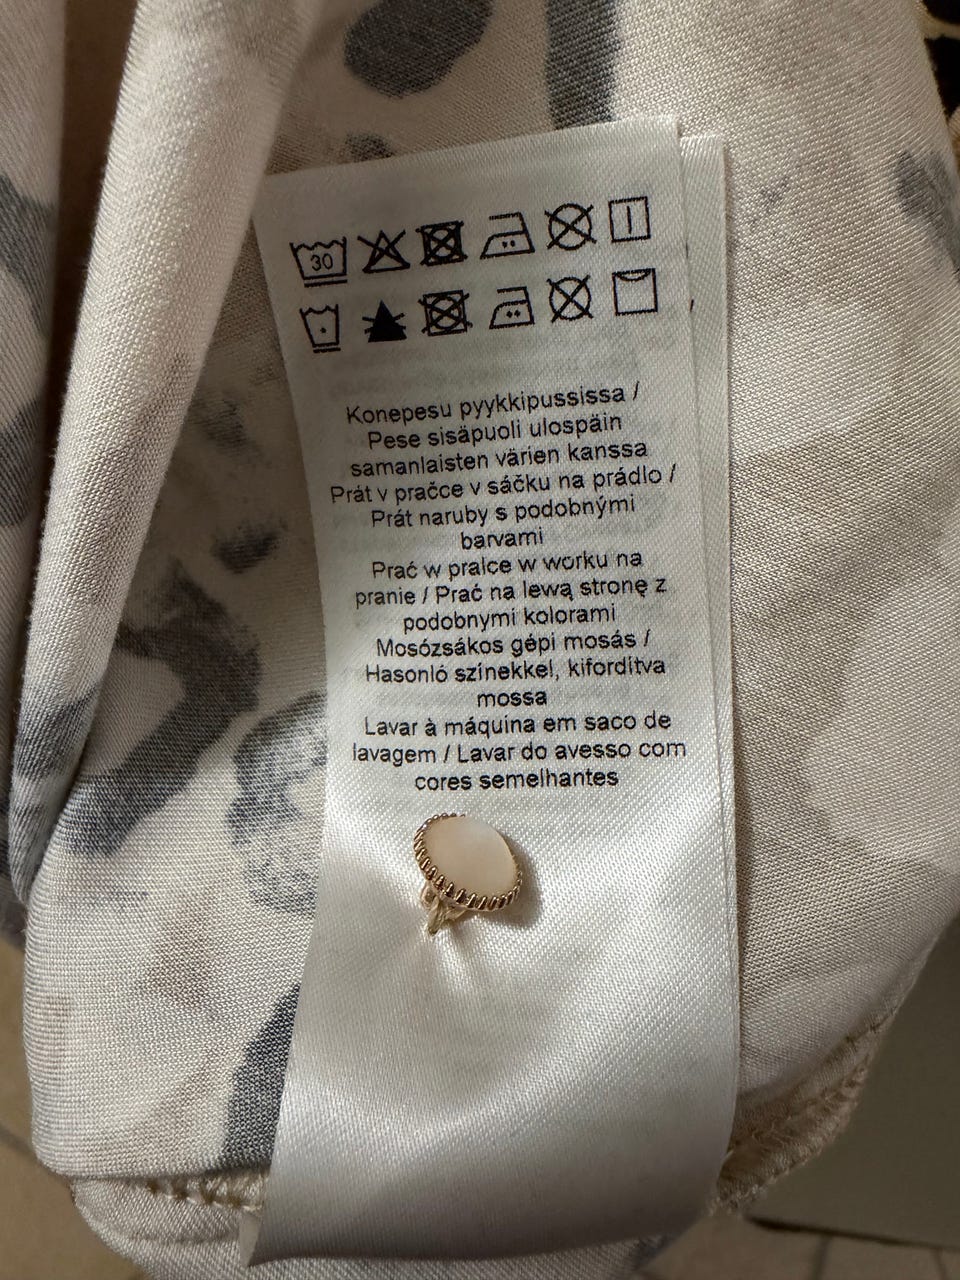 30
Konepesu pyykkipussissa /
Pese sisäpuoli ulospäin
samanlaisten värien kanssa
Prát v pračce v sáčku na prádlo /
Prát naruby s podobnými
barvami
Prać w pralce w worku na
pranie / Prać na lewą stronę z
podobnymi kolorami
Mosózsákos gépi mosás /
Hasonló színekkel, kifordítva
mossa
Lavar à máquina em saco de
lavagem / Lavar do avesso com
cores semelhantes